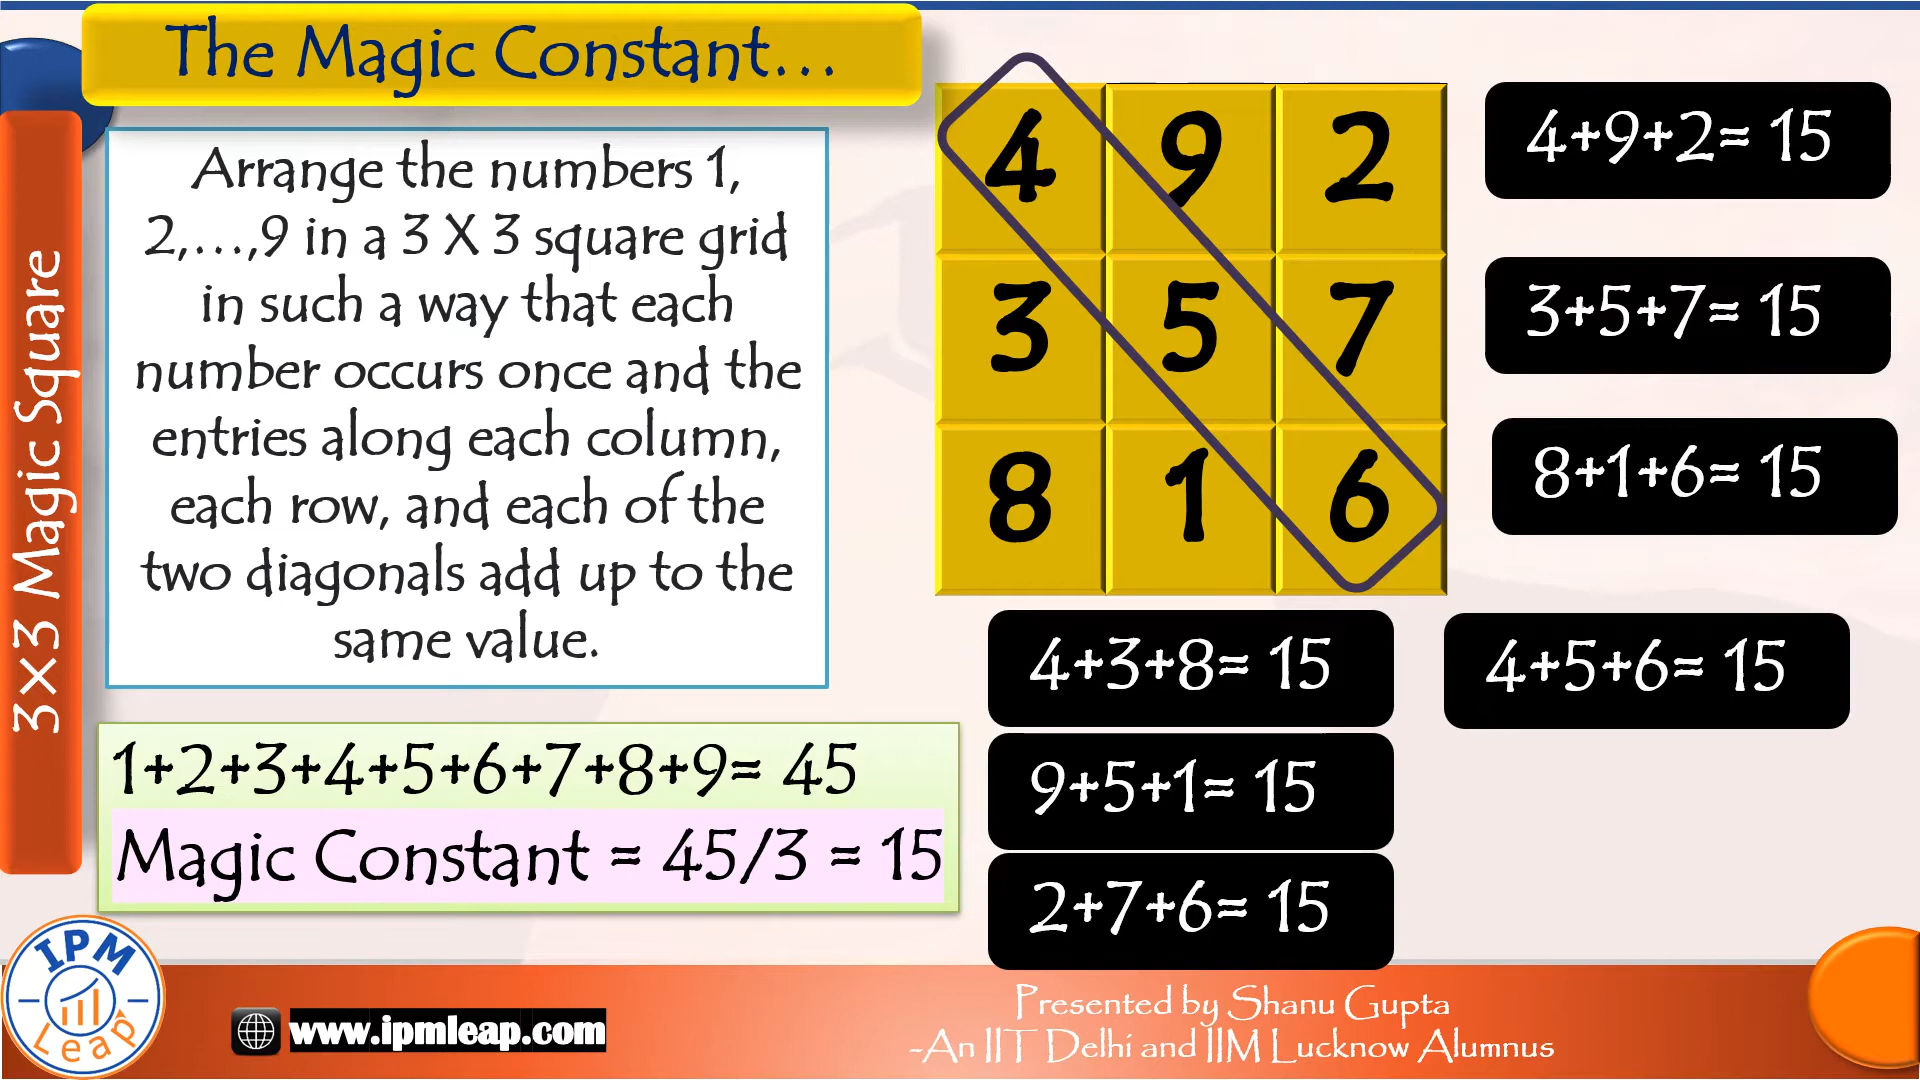 The Magic Constant...
3×3 Magic Square
Arrange the numbers 1,
2,...,9 in a 3 X 3 square grid
in such a way that each
number occurs once and the
entries along each column,
each row, and each of the
two diagonals add up to the
same value.
1+2+3+4+5+6+7+8+9= 45
Magic Constant = 45/3 = 15
4 9 2
3 5 7
8 1 6
4+9+2= 15
3+5+7= 15
8+1+6= 15
4+3+8= 15
9+5+1= 15
2+7+6= 15
4+5+6= 15
IPM
Leap
www.ipmleap.com
Presented by Shanu Gupta
-An IIT Delhi and IIM Lucknow Alumnus